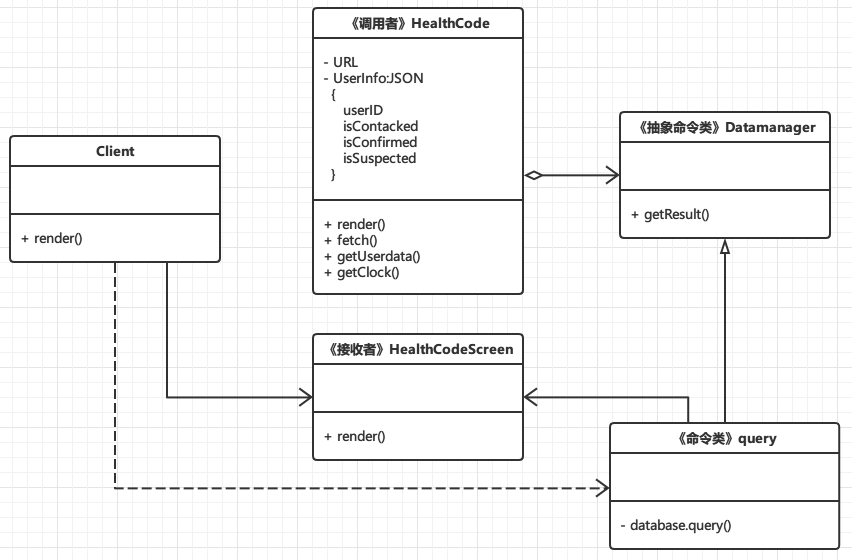 《调用者》HealthCode
- URL
- UserInfo:JSON
{
userID
isContacked
isConfirmed
isSuspected
}
+ render()
+ fetch()
+ getUserdata()
+ getClock()
《抽象命令类》Datamanager
+ getResult()
Client
+ render()
《接收者》HealthCodeScreen
+ render()
《命令类》query
- database.query()